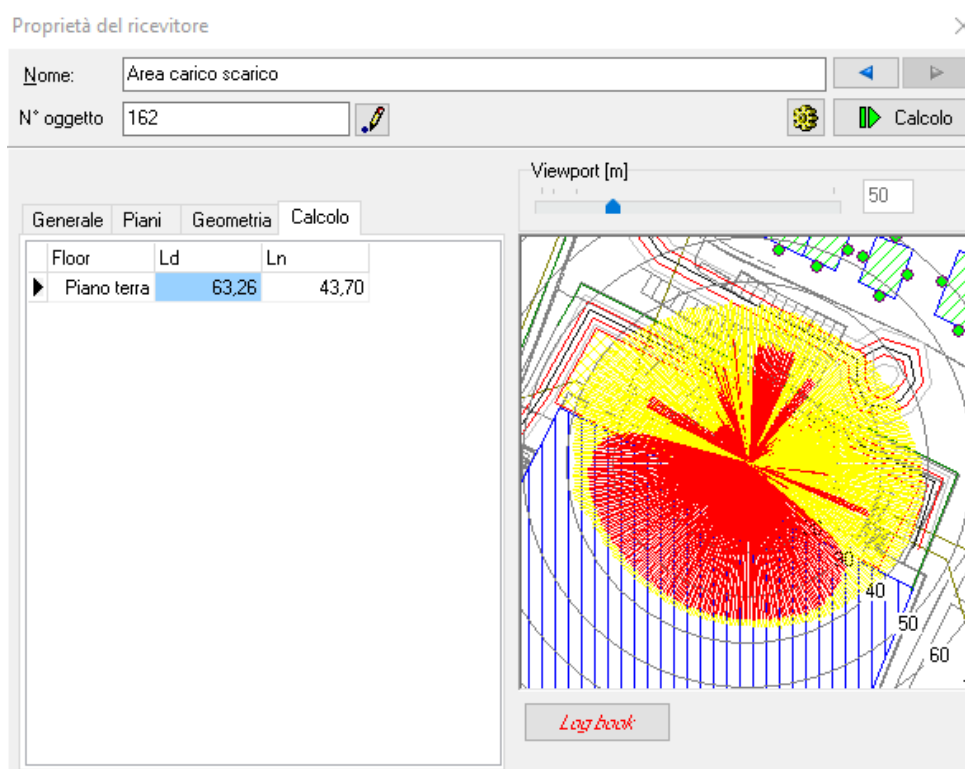 Proprietà del ricevitore
Nome: Area carico scarico
N° oggetto 162
Calcolo
Viewport [m]
50
Generale Piani Geometria Calcolo
Floor Ld Ln
Piano terra 63,26 43,70
30
40
50
60
Log book